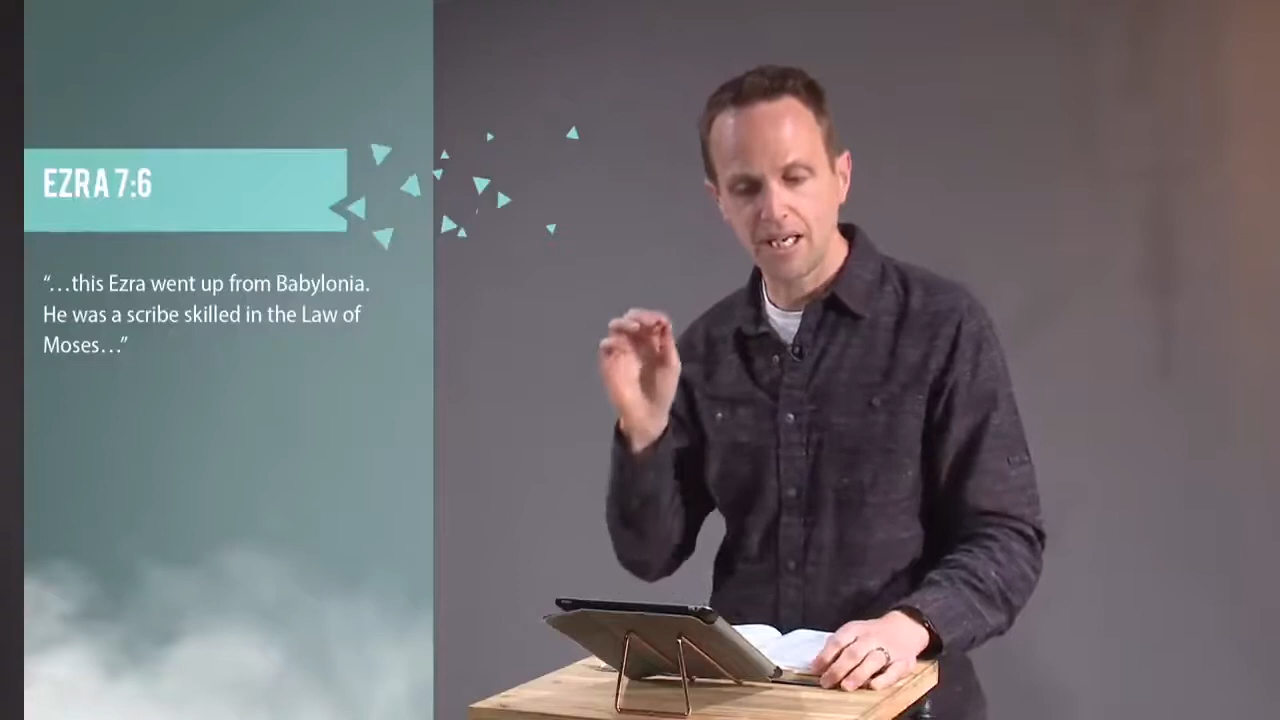 EZRA 7:6
“…this Ezra went up from Babylonia.
He was a scribe skilled in the Law of
Moses…”